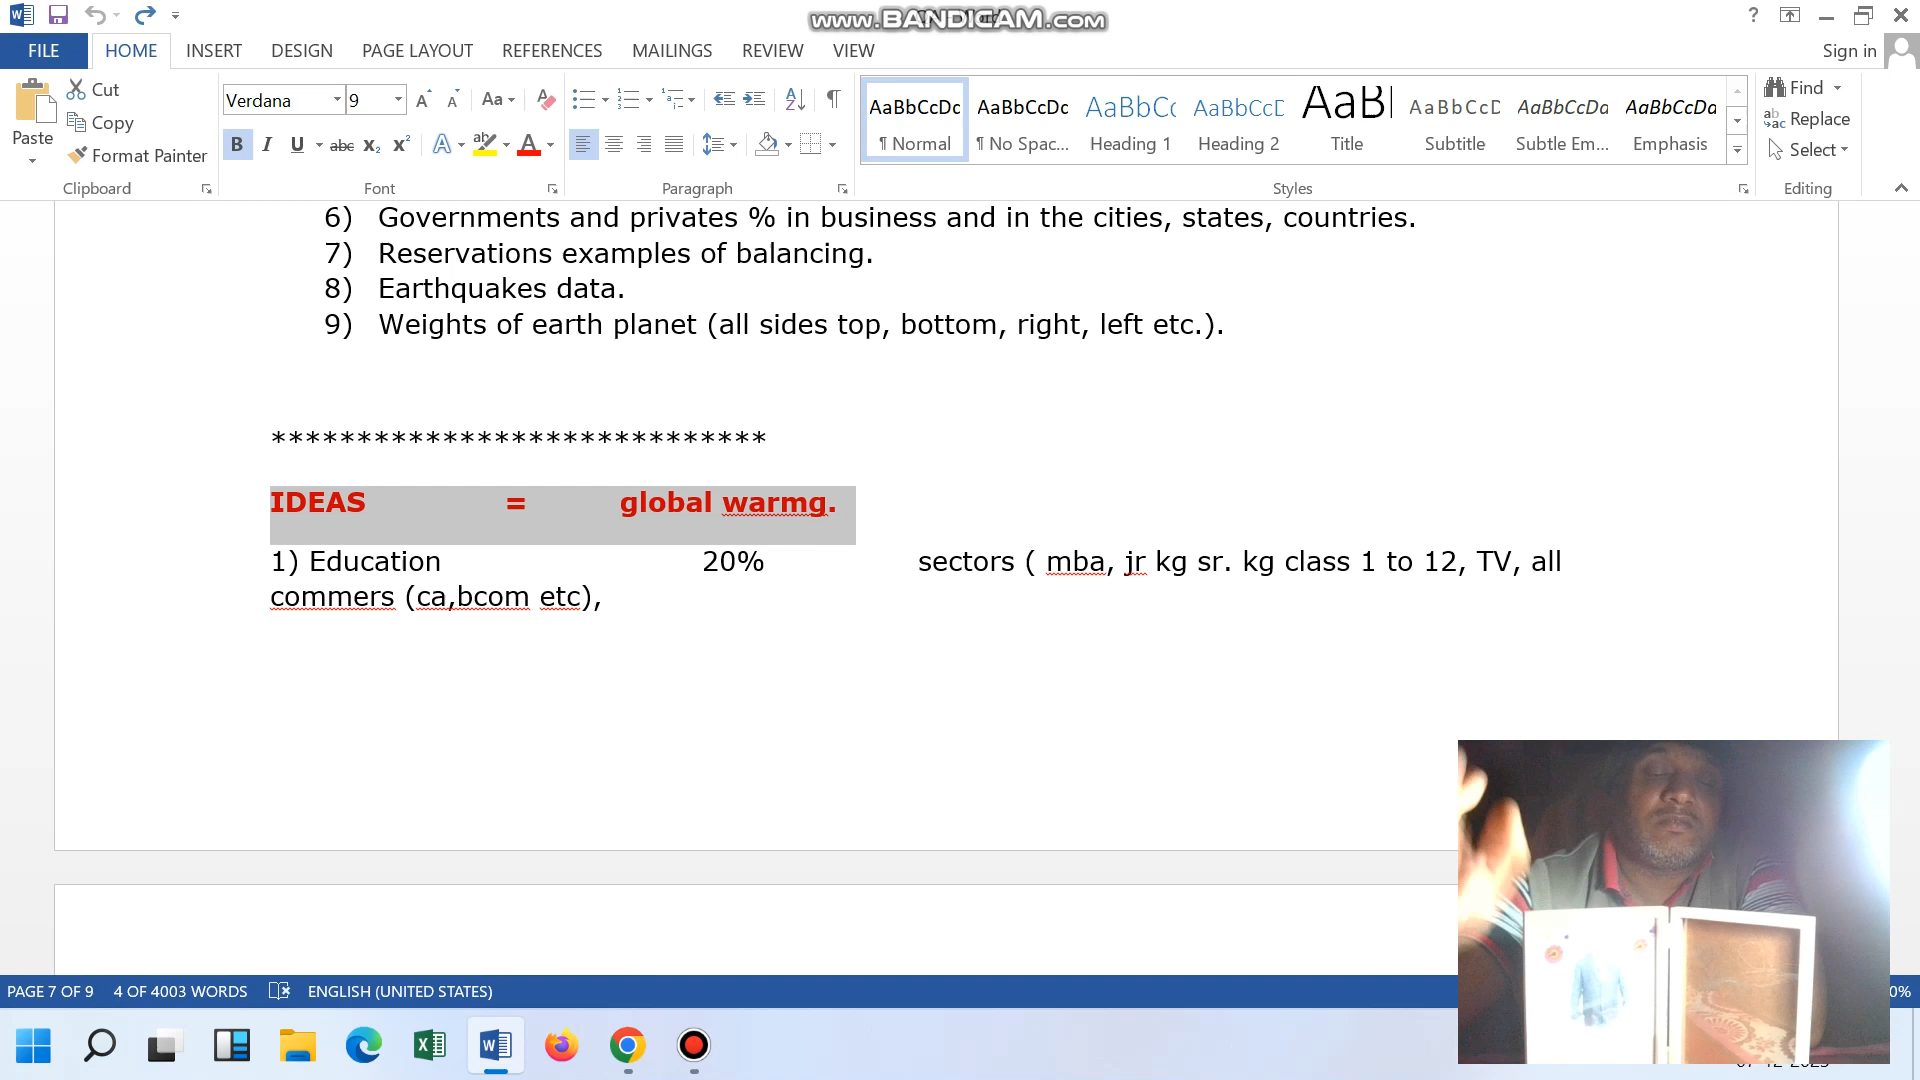 www.BANDICAM.com
FILE HOME INSERT DESIGN PAGE LAYOUT REFERENCES MAILINGS REVIEW VIEW Sign in
Paste Cut
Copy
Format Painter
Verdana 9
AaBbCcDc AaBbCcDc AaBbCc AaBbCcD AaBl AaBbCcD AaBbCcDa AaBbCcDa
¶ Normal ¶ No Spac... Heading 1 Heading 2 Title Subtitle Subtle Em... Emphasis
Find
Replace
Select
Clipboard Font Paragraph Styles Editing
6) Governments and privates % in business and in the cities, states, countries.
7) Reservations examples of balancing.
8) Earthquakes data.
9) Weights of earth planet (all sides top, bottom, right, left etc.).
*****************************
IDEAS = global warmg.
1) Education 20% sectors ( mba, jr kg sr. kg class 1 to 12, TV, all
commers (ca,bcom etc),
PAGE 7 OF 9 4 OF 4003 WORDS ENGLISH (UNITED STATES) 0%